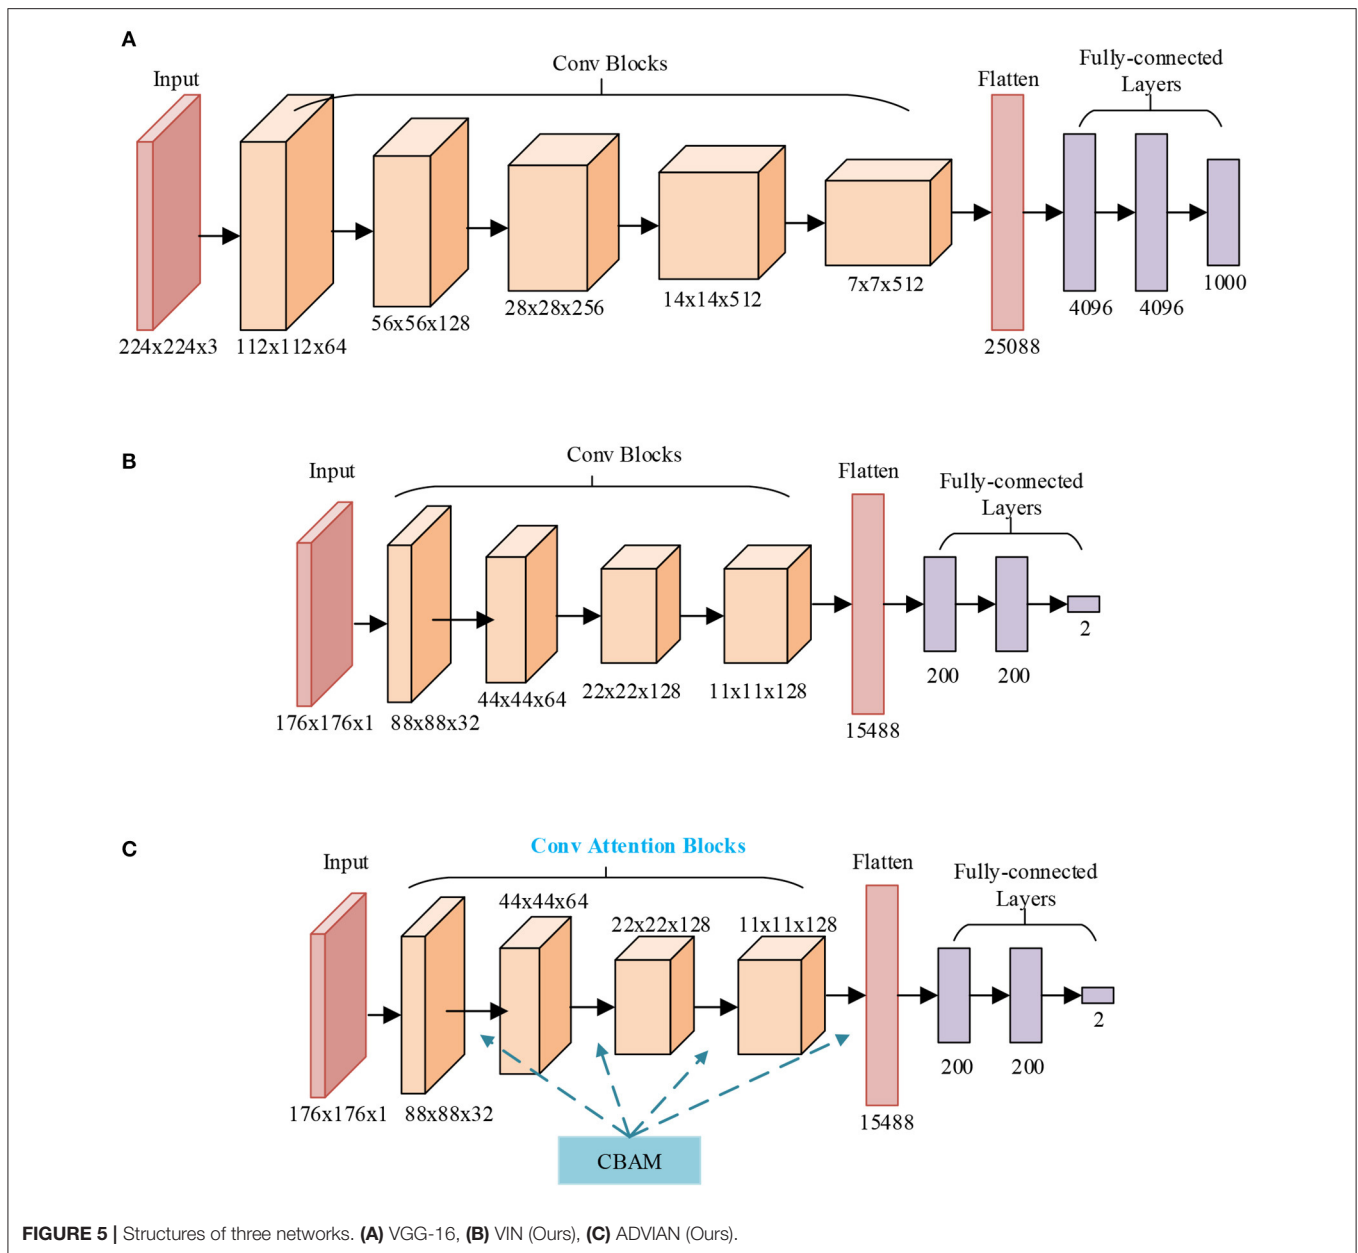 A
Conv Blocks
Fully-connected
Layers
Input
Flatten
224x224x3
112x112x64
56x56x128
28x28x256
14x14x512
7x7x512
25088
4096
4096
1000
B
Conv Blocks
Input
Flatten
Fully-connected
Layers
176x176x1
88x88x32
44x44x64
22x22x128
11x11x128
15488
200
200
2
C
Conv Attention Blocks
Input
Flatten
Fully-connected
Layers
44x44x64
22x22x128
11x11x128
176x176x1
88x88x32
15488
200
200
2
CBAM
FIGURE 5 | Structures of three networks. (A) VGG-16, (B) VIN (Ours), (C) ADVIAN (Ours).